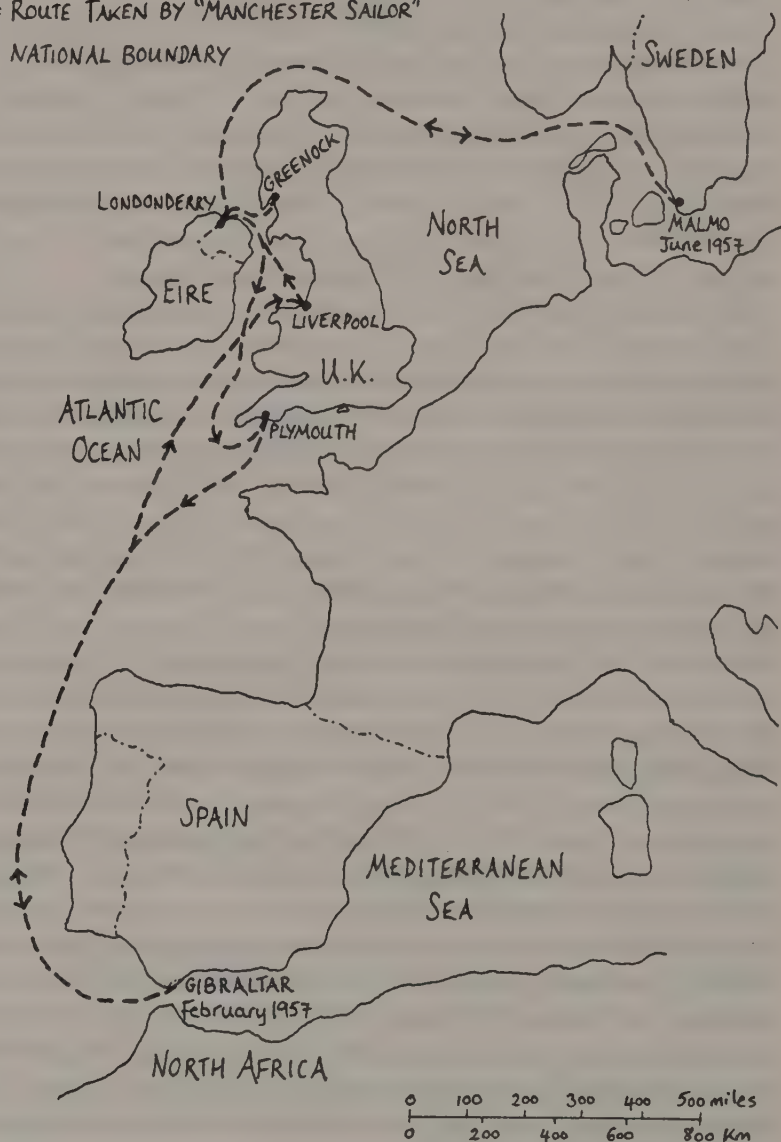 = ROUTE TAKEN BY "MANCHESTER SAILOR"
NATIONAL BOUNDARY
SWEDEN
GREENOCK
LONDONDERRY
NORTH
SEA
MALMO
June 1957
EIRE
LIVERPOOL
U.K.
ATLANTIC
OCEAN
PLYMOUTH
SPAIN
MEDITERRANEAN
SEA
GIBRALTAR
February 1957
NORTH AFRICA
0 100 200 300 400 500 miles
0 200 400 600 800 Km